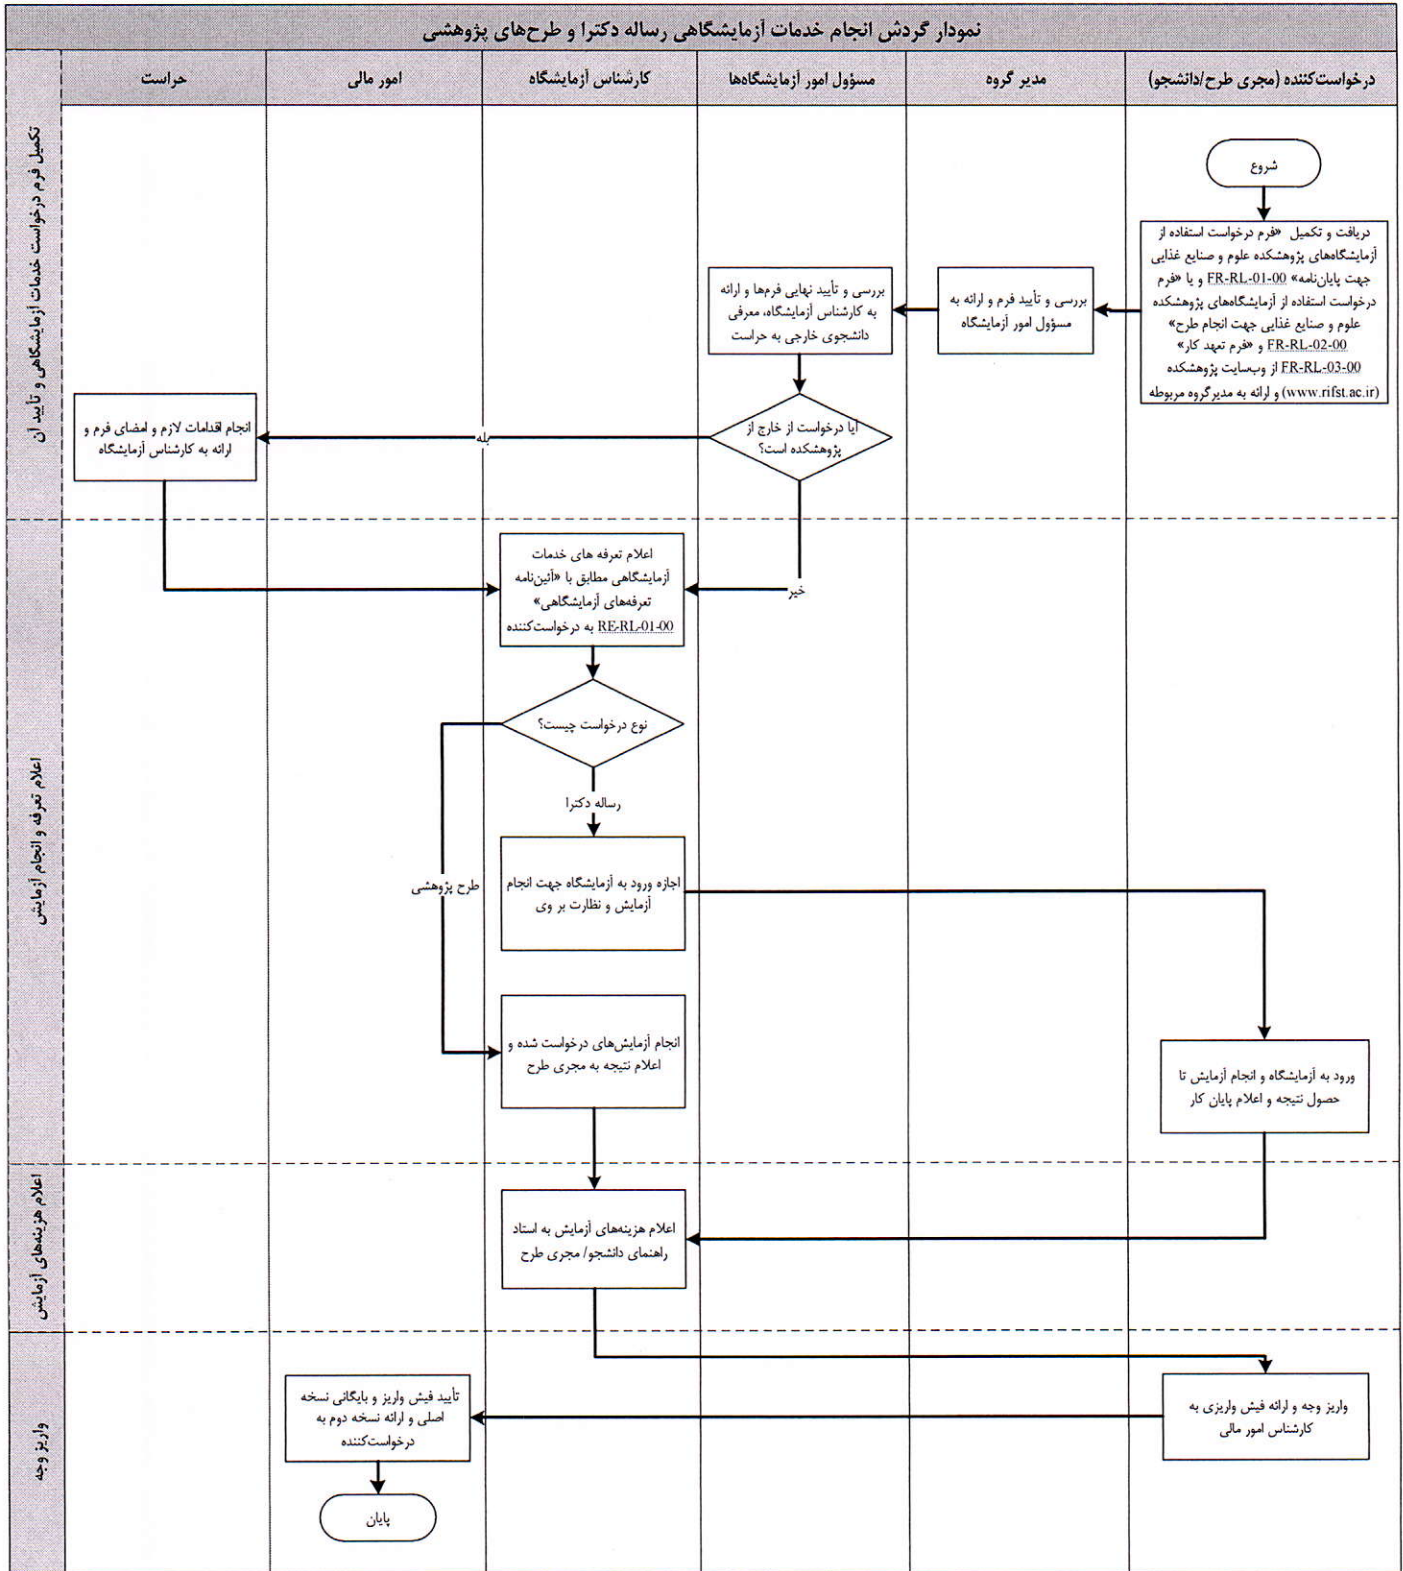 نمودار گردش انجام خدمات آزمایشگاهی رساله دکترا و طرح‌های پژوهشی
درخواست‌کننده (مجری طرح/دانشجو)
مدیر گروه
مسؤول امور آزمایشگاه‌ها
کارشناس آزمایشگاه
امور مالی
حراست
تکمیل فرم درخواست خدمات آزمایشگاهی و تأیید آن
شروع
دریافت و تکمیل «فرم درخواست استفاده از
آزمایشگاه‌های پژوهشکده علوم و صنایع غذایی
جهت پایان‌نامه» FR-RL-01-00 و یا «فرم
درخواست استفاده از آزمایشگاه‌های پژوهشکده
علوم و صنایع غذایی جهت انجام طرح»
FR-RL-02-00 و «فرم تعهد کار»
FR-RL-03-00 از وب‌سایت پژوهشکده
(www.rifst.ac.ir) و ارائه به مدیرگروه مربوطه
بررسی و تأیید فرم و ارائه به
مسؤول امور آزمایشگاه
بررسی و تأیید نهایی فرم‌ها و ارائه
به کارشناس آزمایشگاه، معرفی
دانشجوی خارجی به حراست
آیا درخواست از خارج از
پژوهشکده است؟
بله
انجام اقدامات لازم و امضای فرم و
ارائه به کارشناس آزمایشگاه
خیر
اعلام تعرفه و انجام آزمایش
اعلام تعرفه های خدمات
آزمایشگاهی مطابق با «آئین‌نامه
تعرفه‌های آزمایشگاهی»
RE-RL-01-00 به درخواست‌کننده
نوع درخواست چیست؟
رساله دکترا
طرح پژوهشی
اجازه ورود به آزمایشگاه جهت انجام
آزمایش و نظارت بر وی
انجام آزمایش‌های درخواست شده و
اعلام نتیجه به مجری طرح
ورود به آزمایشگاه و انجام آزمایش تا
حصول نتیجه و اعلام پایان کار
اعلام هزینه‌های آزمایش
اعلام هزینه‌های آزمایش به استاد
راهنمای دانشجو/ مجری طرح
واریز وجه
واریز وجه و ارائه فیش واریزی به
کارشناس امور مالی
تأیید فیش واریز و بایگانی نسخه
اصلی و ارائه نسخه دوم به
درخواست‌کننده
پایان